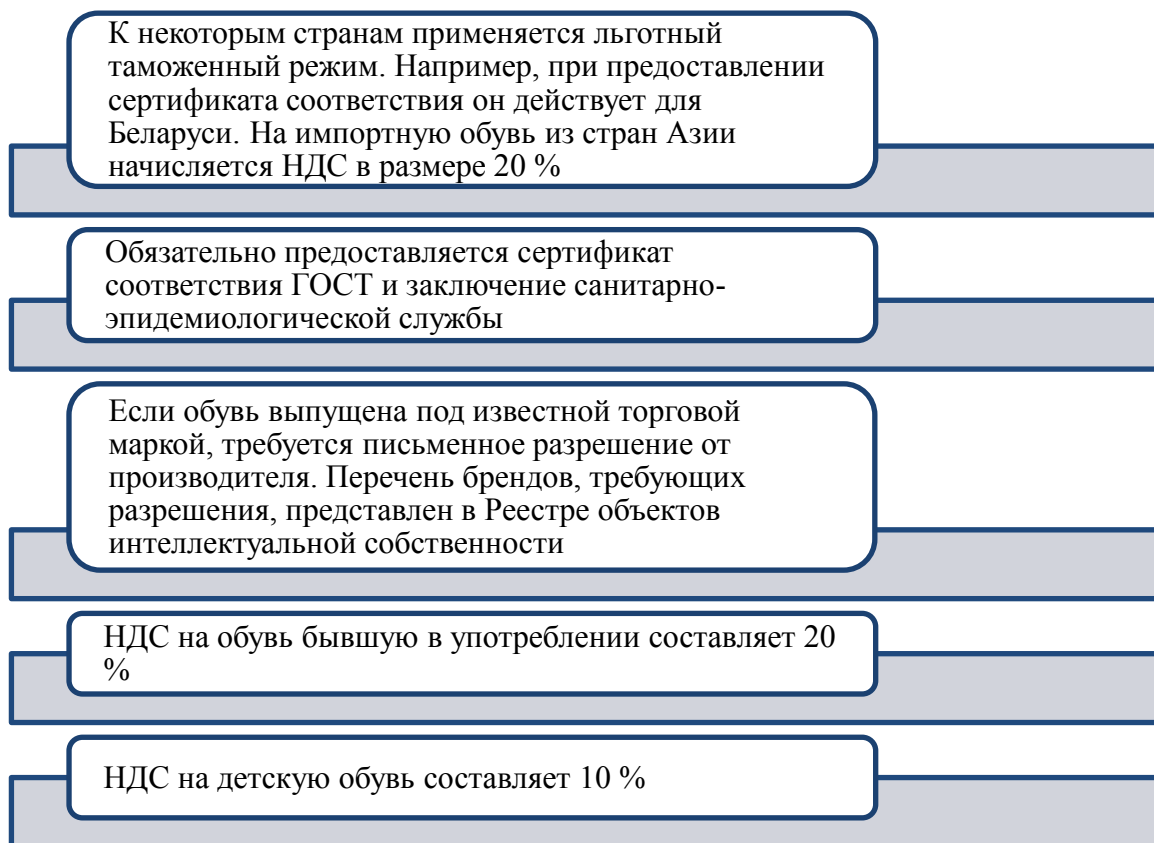 К некоторым странам применяется льготный
таможенный режим. Например, при предоставлении
сертификата соответствия он действует для
Беларуси. На импортную обувь из стран Азии
начисляется НДС в размере 20 %
Обязательно предоставляется сертификат
соответствия ГОСТ и заключение санитарно-
эпидемиологической службы
Если обувь выпущена под известной торговой
маркой, требуется письменное разрешение от
производителя. Перечень брендов, требующих
разрешения, представлен в Реестре объектов
интеллектуальной собственности
НДС на обувь бывшую в употреблении составляет 20
%
НДС на детскую обувь составляет 10 %